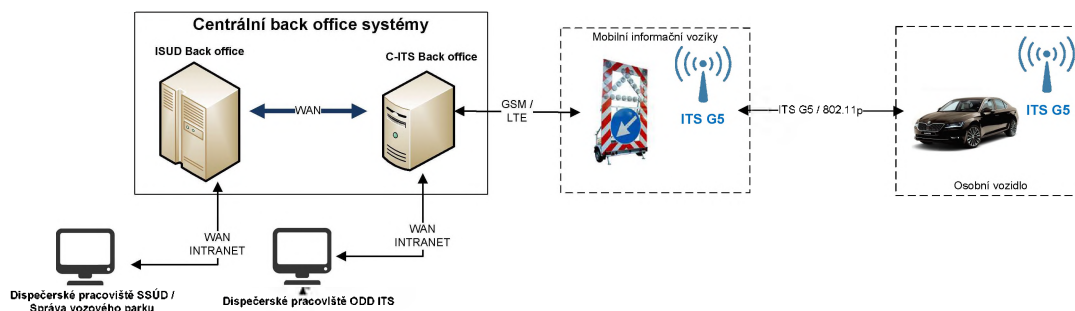 Centrální back office systémy
ISUD Back office
C-ITS Back office
WAN
GSM /
LTE
Mobilní informační vozíky
ITS G5
ITS G5 / 802.11p
ITS G5
Osobní vozidlo
WAN
INTRANET
WAN
INTRANET
Dispečerské pracoviště SSÚD /
Správa vozového parku
Dispečerské pracoviště ODD ITS